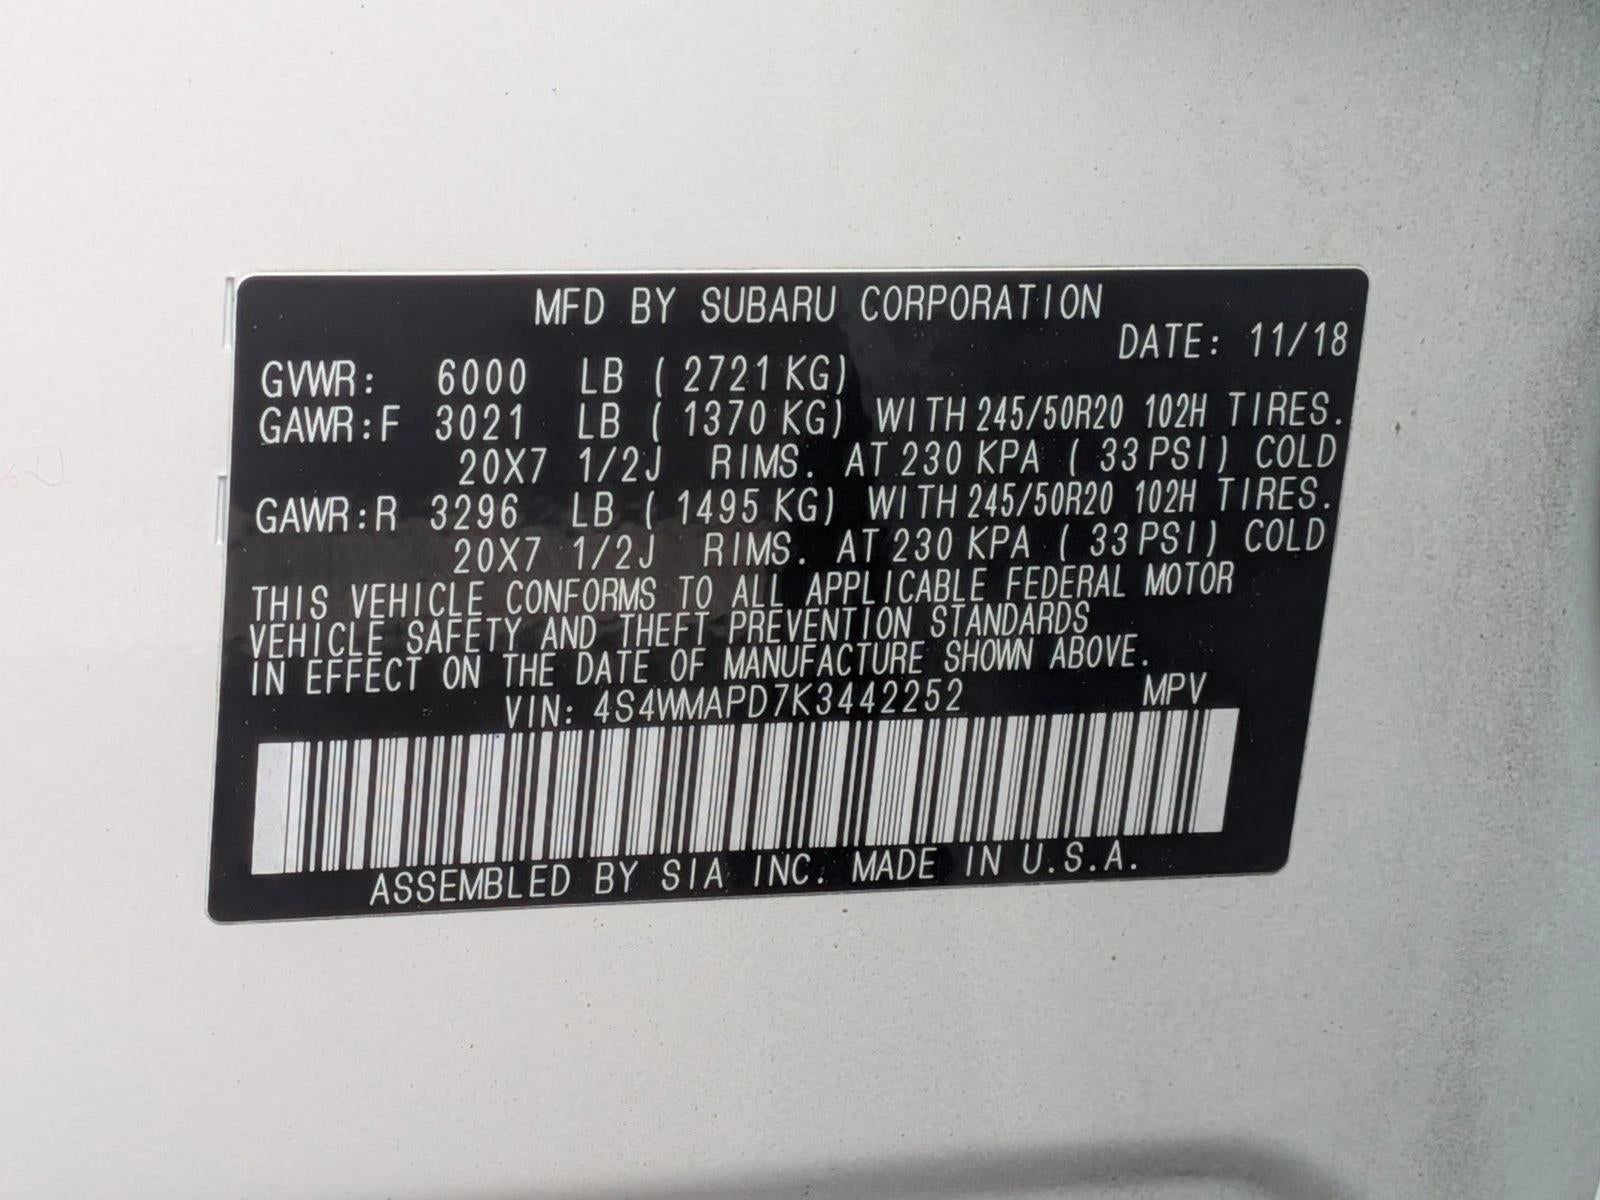 MFD BY SUBARU CORPORATION
DATE: 11/18
GVWR: 6000 LB ( 2721 KG)
GAWR:F 3021 LB ( 1370 KG) WITH 245/50R20 102H TIRES.
20X7 1/2J RIMS. AT 230 KPA ( 33 PSI) COLD
GAWR:R 3296 LB ( 1495 KG) WITH 245/50R20 102H TIRES.
20X7 1/2J RIMS. AT 230 KPA ( 33 PSI) COLD
THIS VEHICLE CONFORMS TO ALL APPLICABLE FEDERAL MOTOR
VEHICLE SAFETY AND THEFT PREVENTION STANDARDS
IN EFFECT ON THE DATE OF MANUFACTURE SHOWN ABOVE.
VIN: 4S4WMAPD7K3442252 MPV
ASSEMBLED BY SIA INC. MADE IN U.S.A.